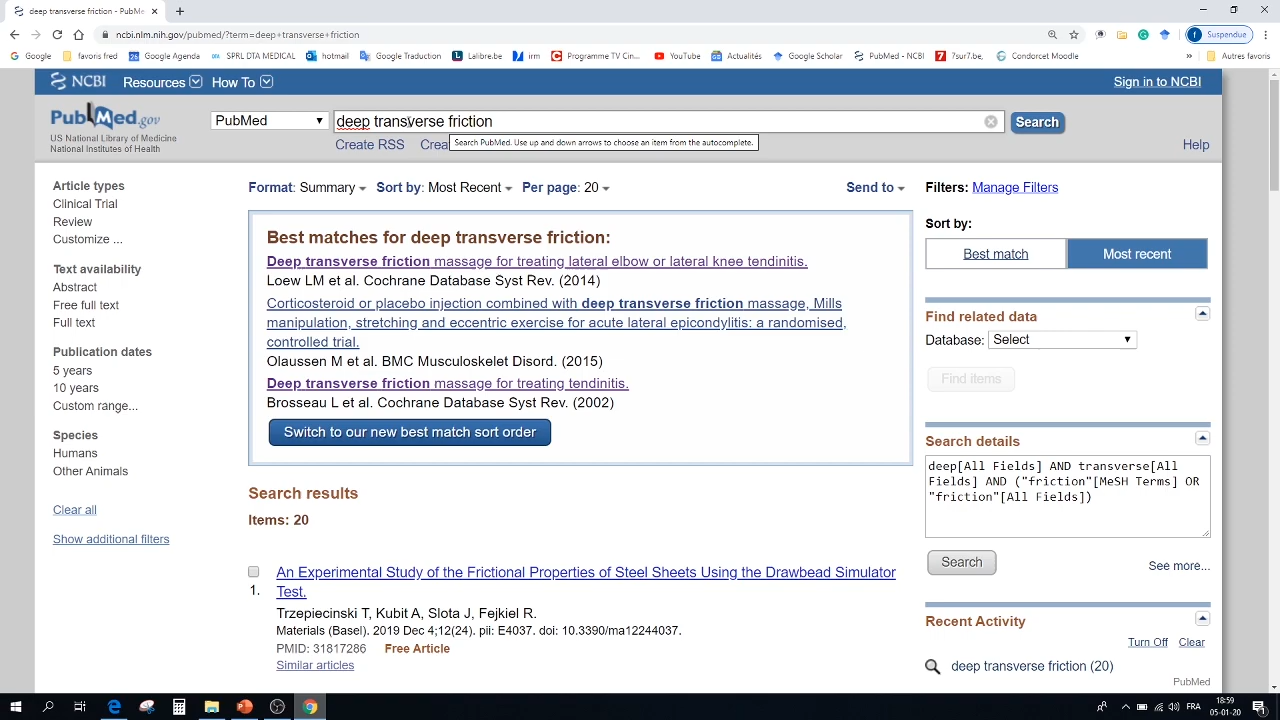 deep transverse friction - PubMe
ncbi.nlm.nih.gov/pubmed/?term=deep+transverse+friction
Suspendue
Google
favoris fred
Google Agenda
SPRL DTA MEDICAL
hotmail
Google Traduction
Lalibre.be
irm
Programme TV Cin...
YouTube
Actualités
Google Scholar
PubMed - NCBI
7sur7.be,
Condorcet Moodle
»
Autres favoris
NCBI Resources How To
Sign in to NCBI
PubMed.gov
US National Library of Medicine
National Institutes of Health
PubMed
deep transverse friction
Search
Create RSS Crea
Search PubMed. Use up and down arrows to choose an item from the autocomplete.
Help
Article types
Clinical Trial
Review
Customize ...
Text availability
Abstract
Free full text
Full text
Publication dates
5 years
10 years
Custom range...
Species
Humans
Other Animals
Clear all
Show additional filters
Format: Summary Sort by: Most Recent Per page: 20
Send to
Best matches for deep transverse friction:
Deep transverse friction massage for treating lateral elbow or lateral knee tendinitis.
Loew LM et al. Cochrane Database Syst Rev. (2014)
Corticosteroid or placebo injection combined with deep transverse friction massage, Mills
manipulation, stretching and eccentric exercise for acute lateral epicondylitis: a randomised,
controlled trial.
Olaussen M et al. BMC Musculoskelet Disord. (2015)
Deep transverse friction massage for treating tendinitis.
Brosseau L et al. Cochrane Database Syst Rev. (2002)
Switch to our new best match sort order
Search results
Items: 20
An Experimental Study of the Frictional Properties of Steel Sheets Using the Drawbead Simulator
1. Test.
Trzepiecinski T, Kubit A, Slota J, Fejkiel R.
Materials (Basel). 2019 Dec 4;12(24). pii: E4037. doi: 10.3390/ma12244037.
PMID: 31817286 Free Article
Similar articles
Filters: Manage Filters
Sort by:
Best match
Most recent
Find related data
Database: Select
Find items
Search details
deep[All Fields] AND transverse[All
Fields] AND ("friction"[MeSH Terms] OR
"friction"[All Fields])
Search
See more...
Recent Activity
Turn Off Clear
deep transverse friction (20)
PubMed
FRA
18:59
05-01-20